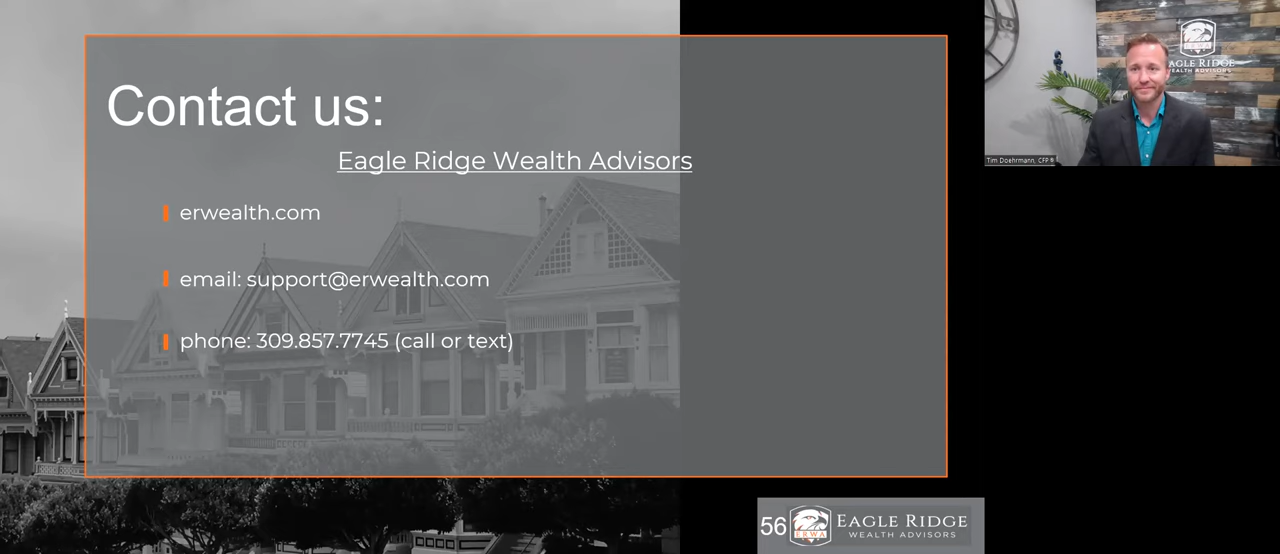 Contact us:
Eagle Ridge Wealth Advisors
erwealth.com
email: support@erwealth.com
phone: 309.857.7745 (call or text)
EAGLE RIDGE
WEALTH ADVISORS
Tim Doehrmann, CFP®
56
ERWA
EAGLE RIDGE
WEALTH ADVISORS